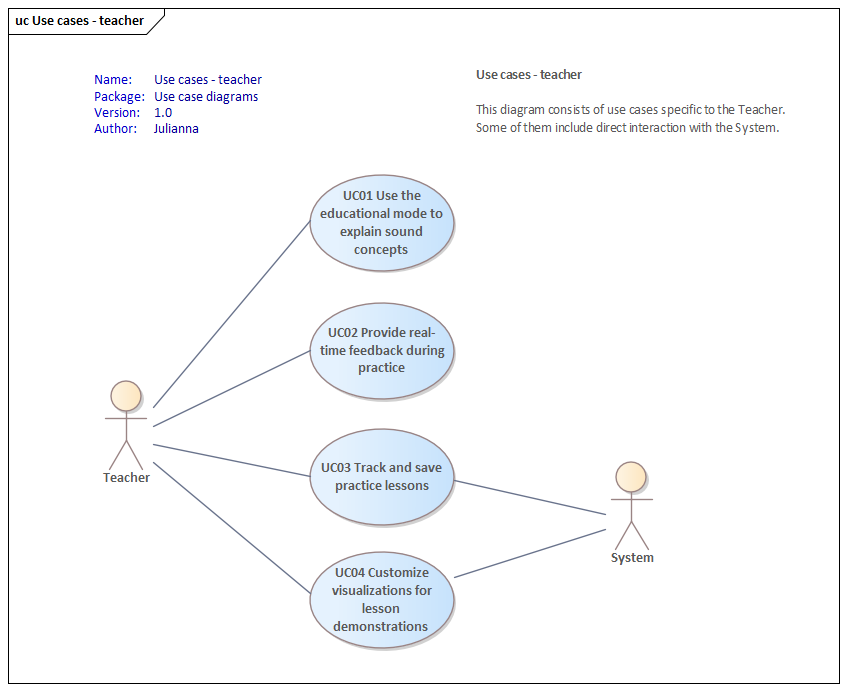 uc Use cases - teacher
Name: Use cases - teacher
Package: Use case diagrams
Version: 1.0
Author: Julianna
Use cases - teacher
This diagram consists of use cases specific to the Teacher.
Some of them include direct interaction with the System.
UC01 Use the
educational mode to
explain sound
concepts
UC02 Provide real-
time feedback during
practice
Teacher
UC03 Track and save
practice lessons
System
UC04 Customize
visualizations for
lesson
demonstrations